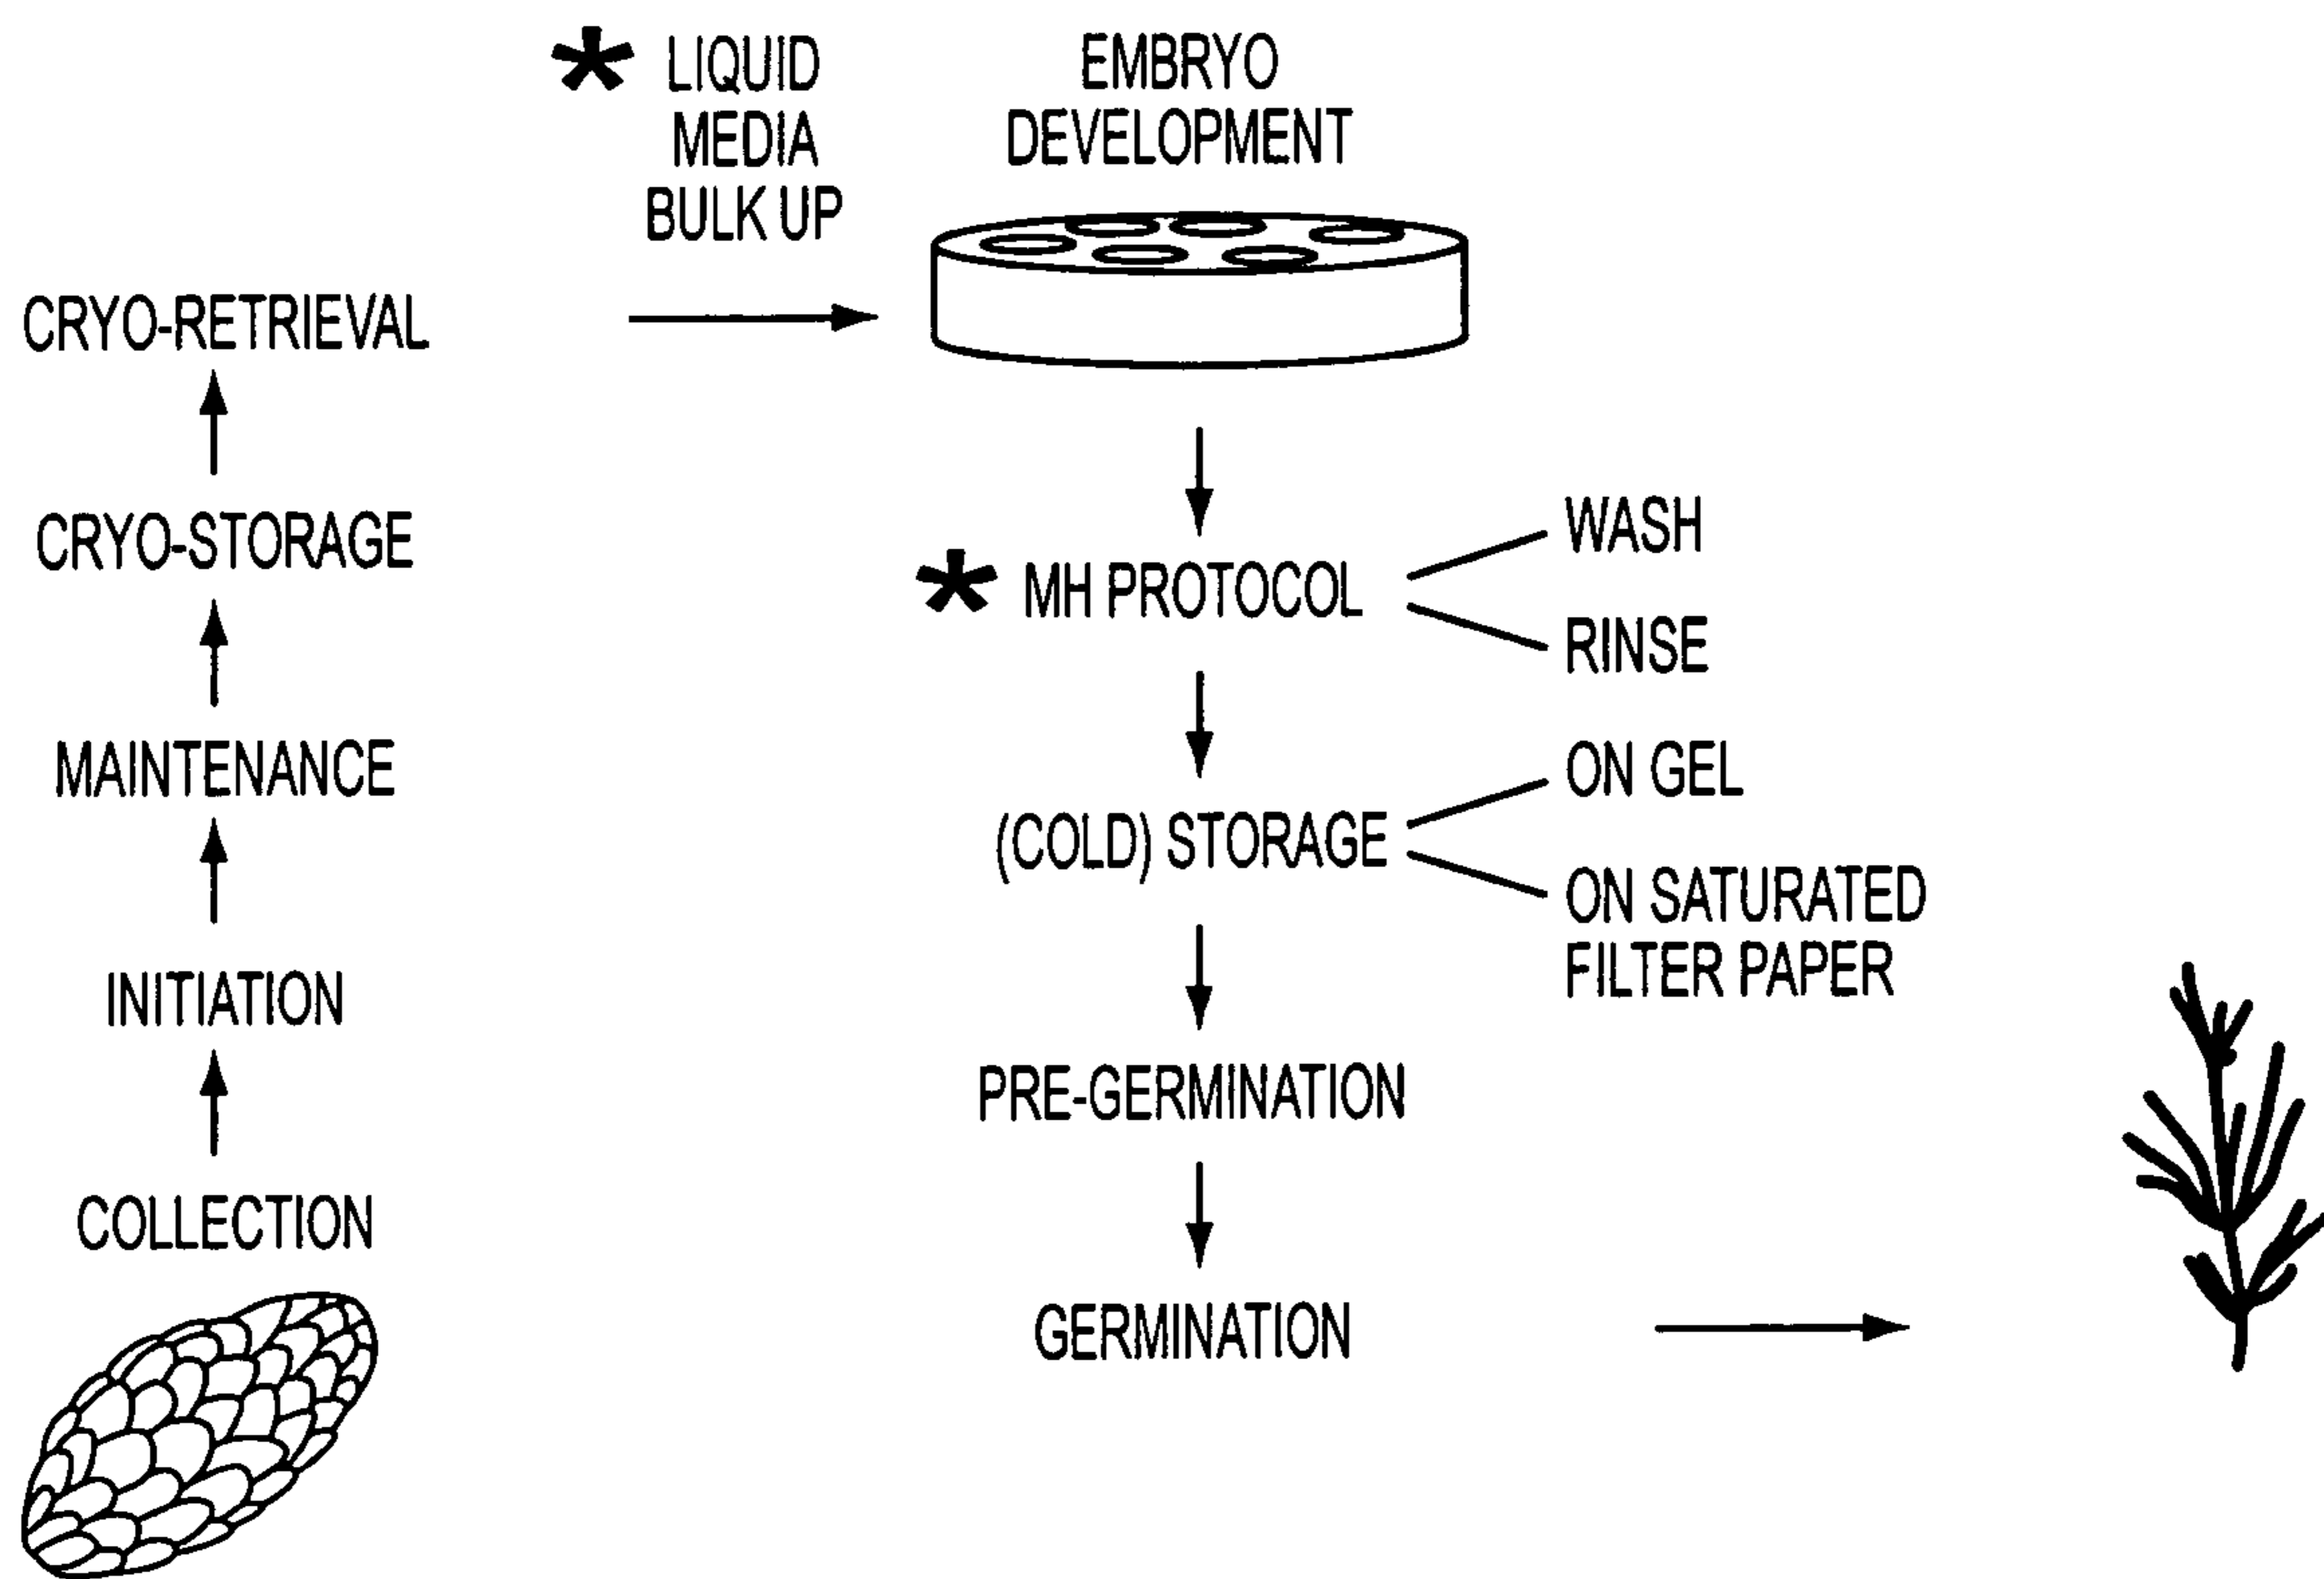 * LIQUID
MEDIA
BULK UP
EMBRYO
DEVELOPMENT
CRYO-RETRIEVAL
CRYO-STORAGE
MAINTENANCE
INITIATION
COLLECTION
* MH PROTOCOL
WASH
RINSE
(COLD) STORAGE
ON GEL
ON SATURATED
FILTER PAPER
PRE-GERMINATION
GERMINATION